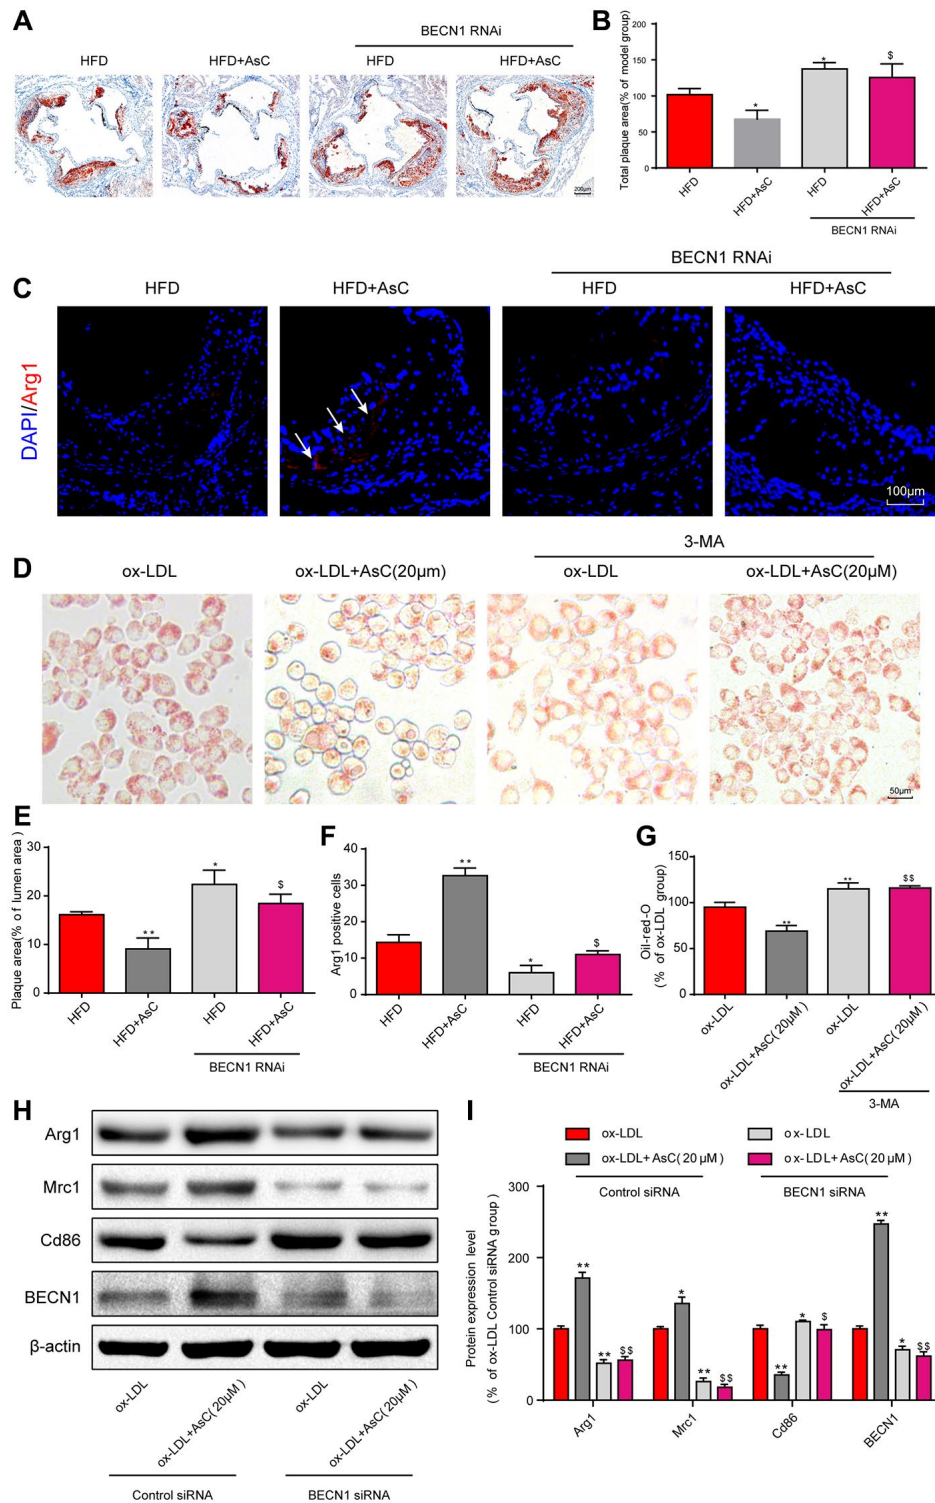 A
BECN1 RNAi
HFD
HFD+AsC
HFD
HFD+AsC
200μm
B
Total plaque area(% of model group)
200
150
100
50
0
*
*
$
HFD
HFD+AsC
HFD
HFD+AsC
BECN1 RNAi
C
BECN1 RNAi
HFD
HFD+AsC
HFD
HFD+AsC
DAPI/Arg1
100μm
D
3-MA
ox-LDL
ox-LDL+AsC(20μm)
ox-LDL
ox-LDL+AsC(20μM)
50μm
E
Plaque area(% of lumen area)
30
20
10
0
**
*
$
HFD
HFD+AsC
HFD
HFD+AsC
BECN1 RNAi
F
Arg1 positive cells
40
30
20
10
0
**
*
$
HFD
HFD+AsC
HFD
HFD+AsC
BECN1 RNAi
G
Oil-red-O
(% of ox-LDL group)
150
100
50
0
**
**
$$
ox-LDL
ox-LDL+AsC(20μM)
ox-LDL
ox-LDL+AsC(20μM)
3-MA
H
Arg1
Mrc1
Cd86
BECN1
β-actin
ox-LDL
ox-LDL+AsC(20μM)
ox-LDL
ox-LDL+AsC(20μM)
Control siRNA
BECN1 siRNA
I
ox-LDL
ox-LDL
ox-LDL+AsC(20μM)
ox-LDL+AsC(20μM)
Control siRNA
BECN1 siRNA
Protein expression level
(% of ox-LDL Control siRNA group)
300
200
100
0
**
**
$$
*
**
$$
**
*
$
**
*
$$
Arg1
Mrc1
Cd86
BECN1